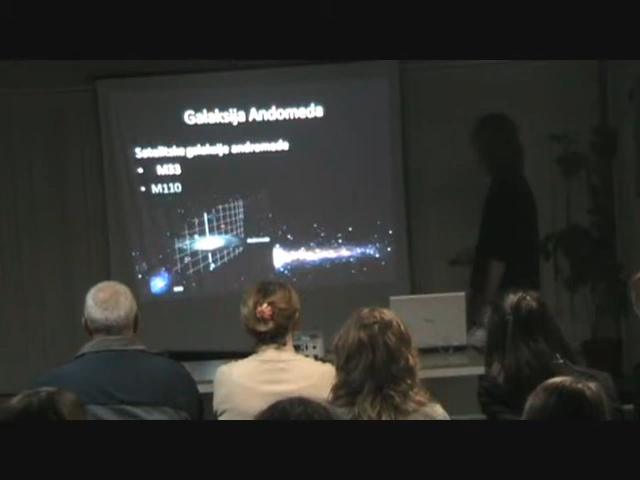 Galaksija Andomeda
Satelitske galaksije andromede
• M33
• M110